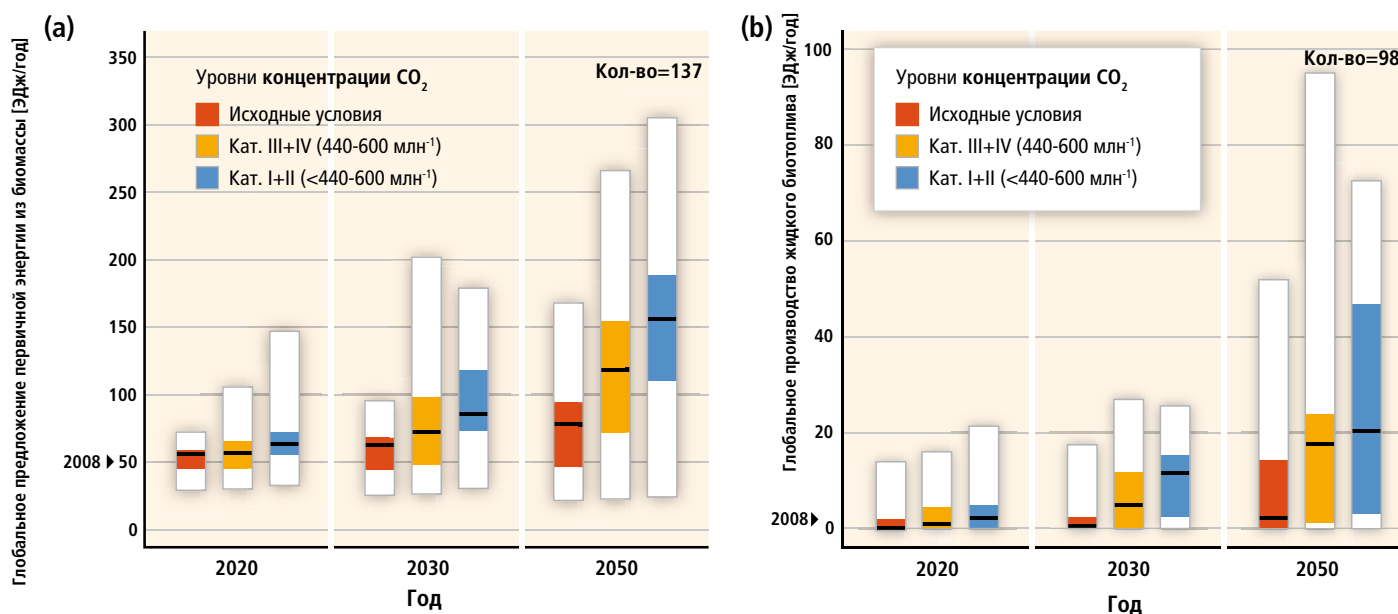 (a)
Глобальное предложение первичной энергии из биомассы [ЭДж/год]
350
300
250
200
150
100
50
0
2008
Уровни концентрации CO₂
Кол-во=137
Исходные условия
Кат. III+IV (440-600 млн⁻¹)
Кат. I+II (<440-600 млн⁻¹)
2020
2030
2050
Год
(b)
Глобальное производство жидкого биотоплива [ЭДж/год]
100
80
60
40
20
0
2008
Уровни концентрации CO₂
Кол-во=98
Исходные условия
Кат. III+IV (440-600 млн⁻¹)
Кат. I+II (<440-600 млн⁻¹)
2020
2030
2050
Год